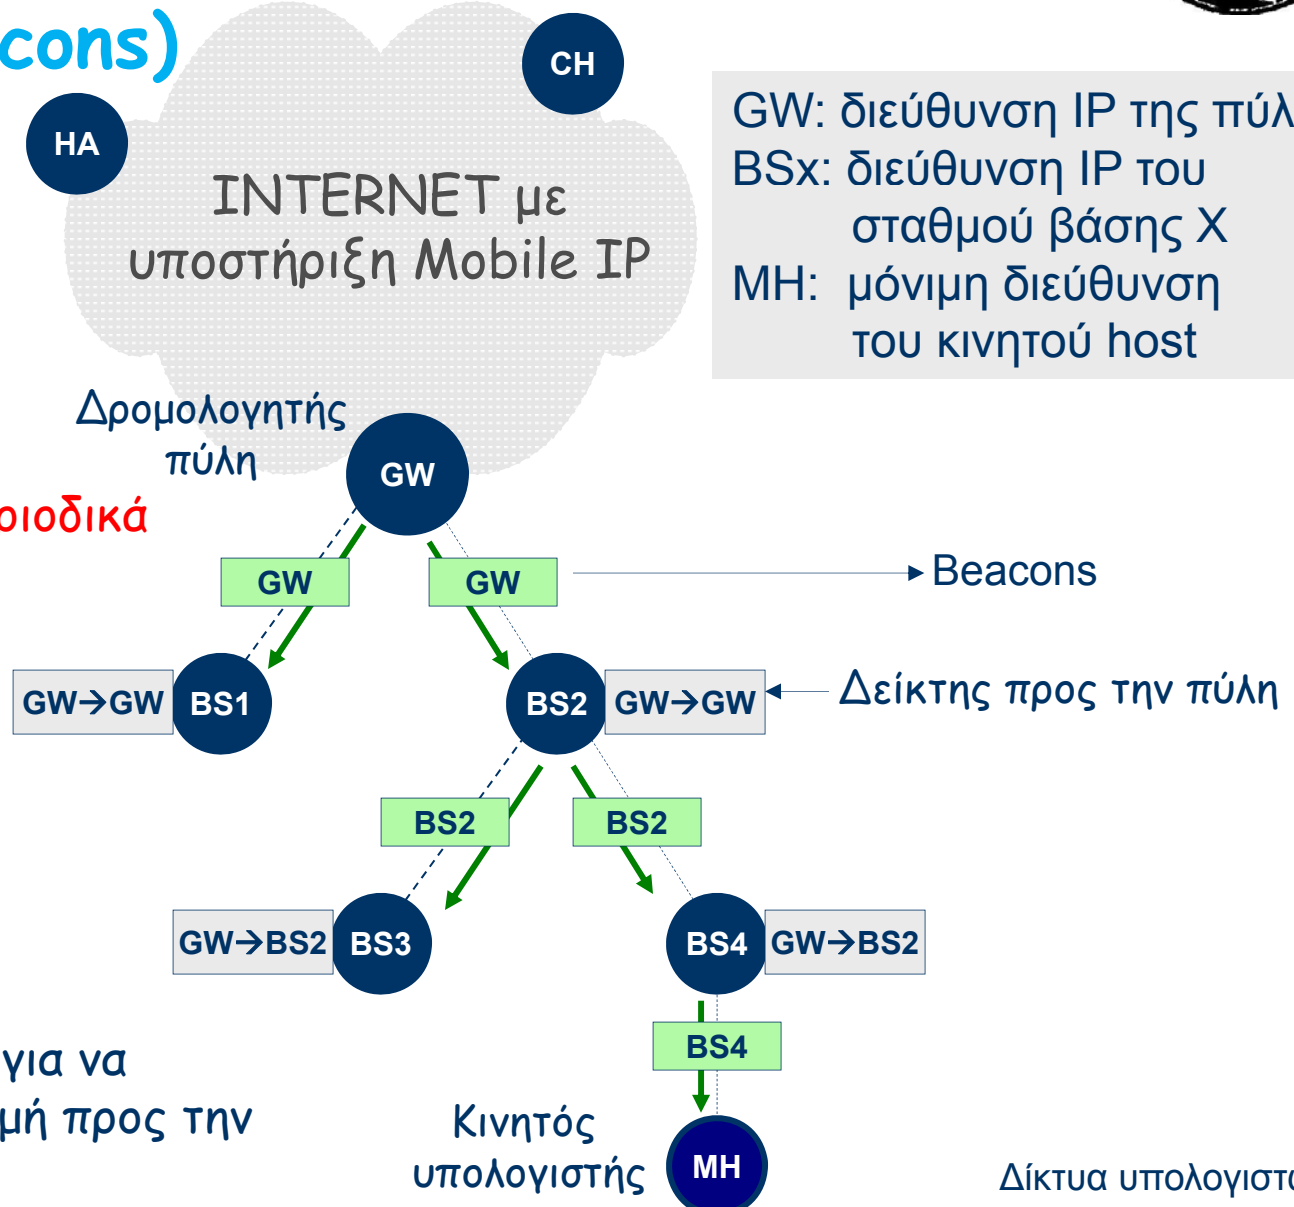 cons)
CH
HA
GW: διεύθυνση IP της πύλ
BSx: διεύθυνση IP του
σταθμού βάσης X
MH: μόνιμη διεύθυνση
του κινητού host
INTERNET με
υποστήριξη Mobile IP
Δρομολογητής
πύλη
GW
ριοδικά
GW
GW
Beacons
GW→GW
BS1
BS2
GW→GW
Δείκτης προς την πύλη
BS2
BS2
GW→BS2
BS3
BS4
GW→BS2
BS4
για να
μή προς την
Κινητός
υπολογιστής
MH
Δίκτυα υπολογιστ